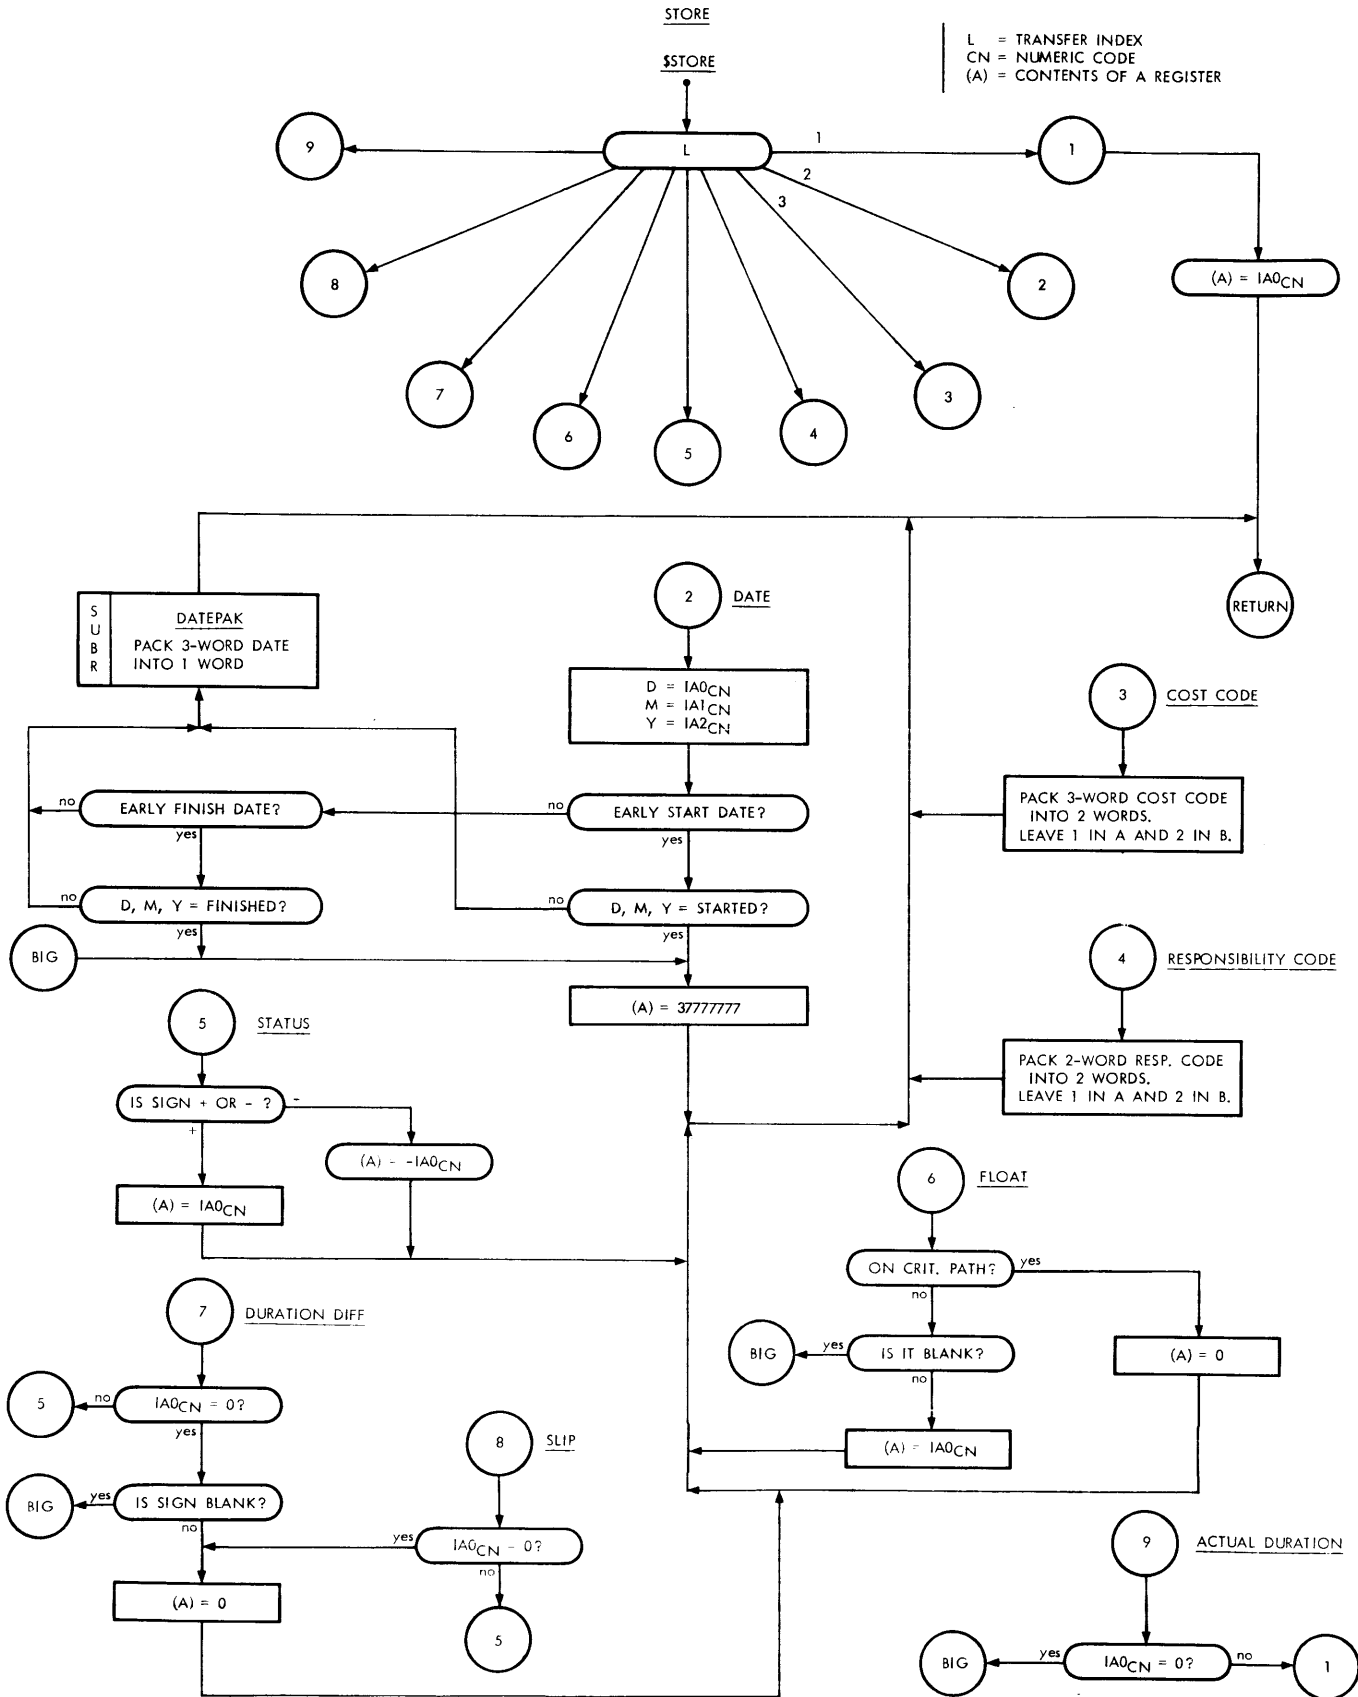 STORE
$STORE
L = TRANSFER INDEX
CN = NUMERIC CODE
(A) = CONTENTS OF A REGISTER
L
1
2
3
9
1
8
2
7
3
6
4
5
(A) = IA0CN
RETURN
SUBR
DATEPAK
PACK 3-WORD DATE
INTO 1 WORD
2
DATE
D = IA0CN
M = IA1CN
Y = IA2CN
3
COST CODE
PACK 3-WORD COST CODE
INTO 2 WORDS.
LEAVE 1 IN A AND 2 IN B.
no
EARLY FINISH DATE?
yes
no
EARLY START DATE?
yes
no
D, M, Y = FINISHED?
yes
no
D, M, Y = STARTED?
yes
BIG
(A) = 37777777
4
RESPONSIBILITY CODE
PACK 2-WORD RESP. CODE
INTO 2 WORDS.
LEAVE 1 IN A AND 2 IN B.
5
STATUS
IS SIGN + OR - ?
-
+
(A) - -IA0CN
(A) = IA0CN
6
FLOAT
ON CRIT. PATH?
yes
no
BIG
yes
IS IT BLANK?
no
(A) = 0
(A) = IA0CN
7
DURATION DIFF
5
no
IA0CN = 0?
yes
BIG
yes
IS SIGN BLANK?
no
(A) = 0
8
SLIP
yes
IA0CN - 0?
no
5
9
ACTUAL DURATION
BIG
yes
IA0CN = 0?
no
1